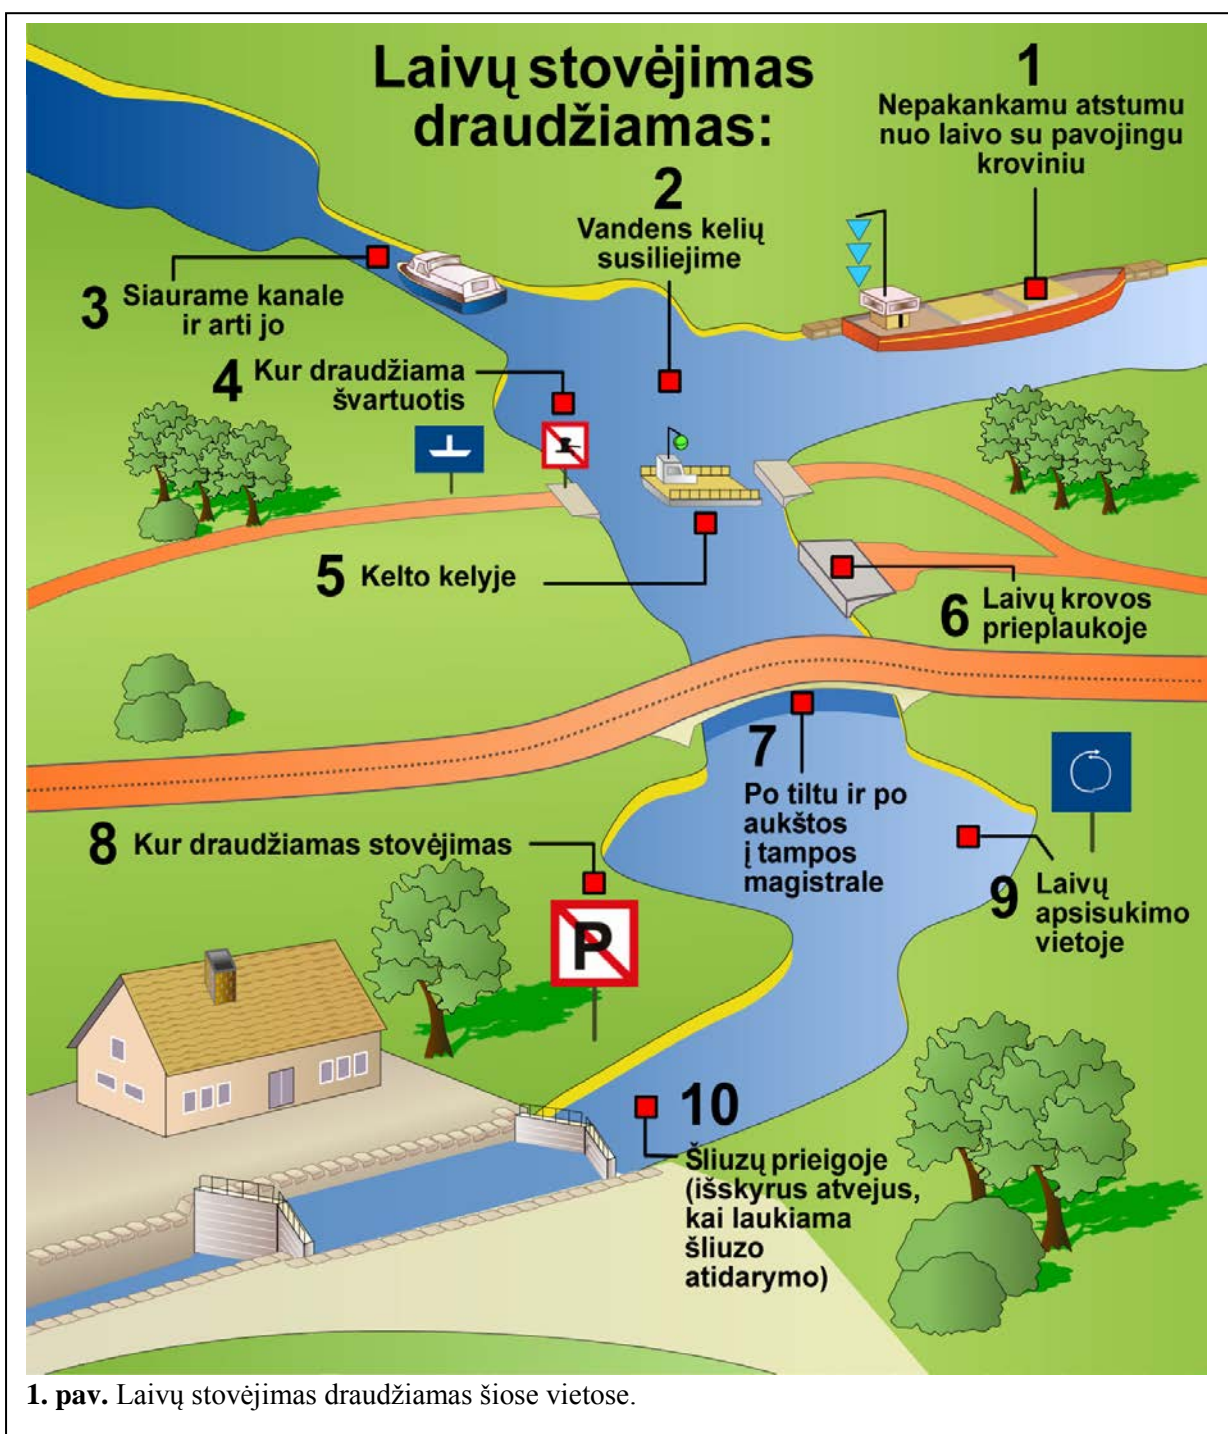 Laivų stovėjimas
draudžiamas:
1
Nepakankamu atstumu
nuo laivo su pavojingu
kroviniu
2
Vandens kelių
susiliejime
3
Siaurame kanale
ir arti jo
4
Kur draudžiama
švartuotis
5
Kelto kelyje
6
Laivų krovos
prieplaukoje
7
Po tiltu ir po
aukštos
į tampos
magistrale
8
Kur draudžiamas stovėjimas
P
9
Laivų
apsisukimo
vietoje
10
Šliuzų prieigoje
(išskyrus atvejus,
kai laukiama
šliuzo
atidarymo)
1. pav. Laivų stovėjimas draudžiamas šiose vietose.